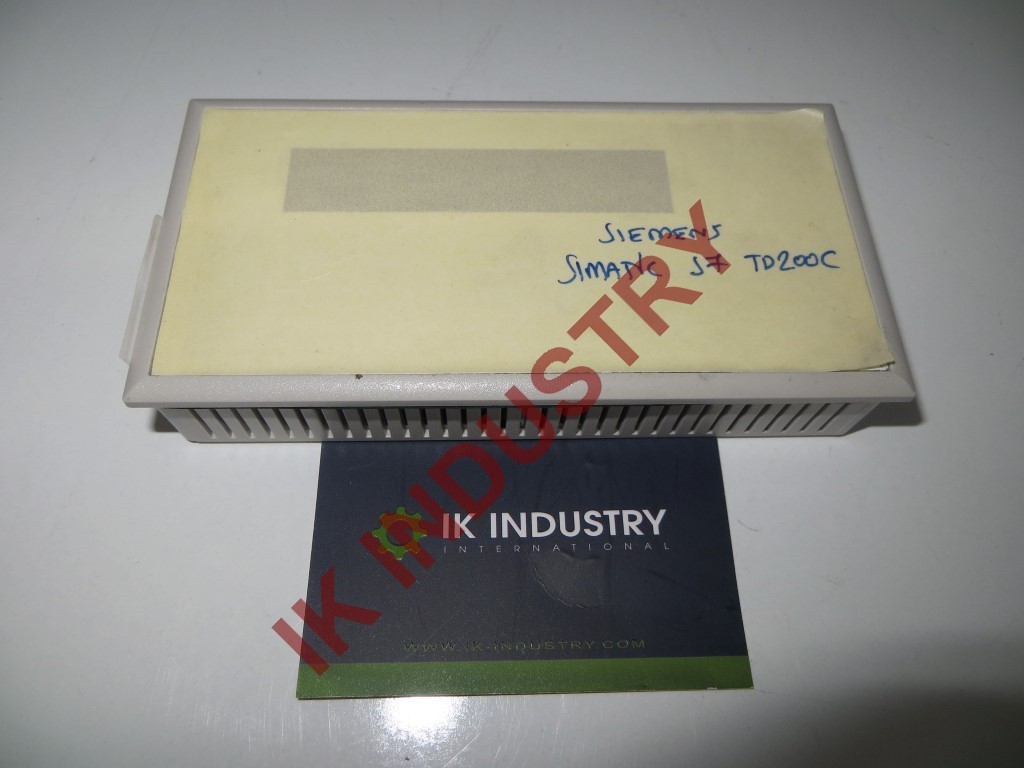 SIEMENS
SIMATIC S7 TD200C
IK INDUSTRY
IK INDUSTRY
INTERNATIONAL
WWW.IK-INDUSTRY.COM